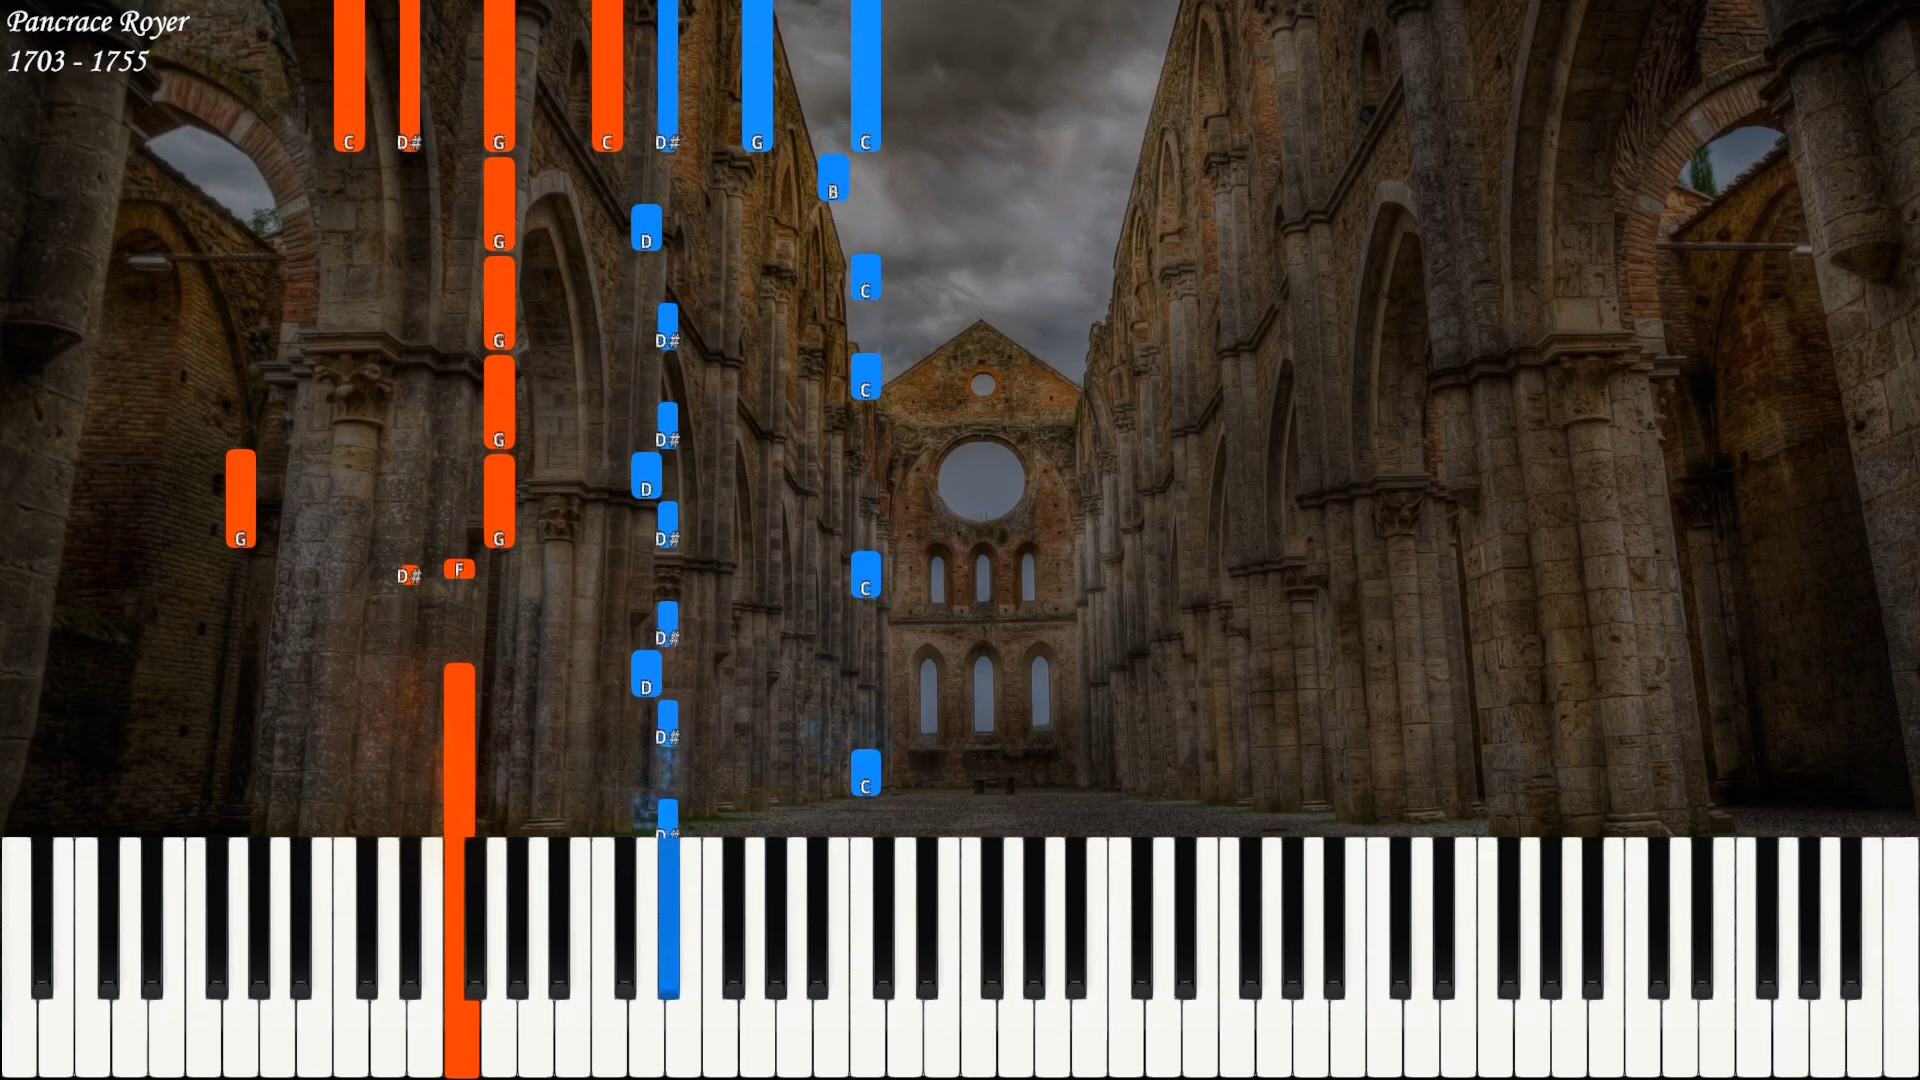 Pancrace Royer
1703 - 1755
C D# G C D# G C
B
G D
C
G D#
C
G D#
D
G G D#
F
D#
C
D#
D
D#
C
D#